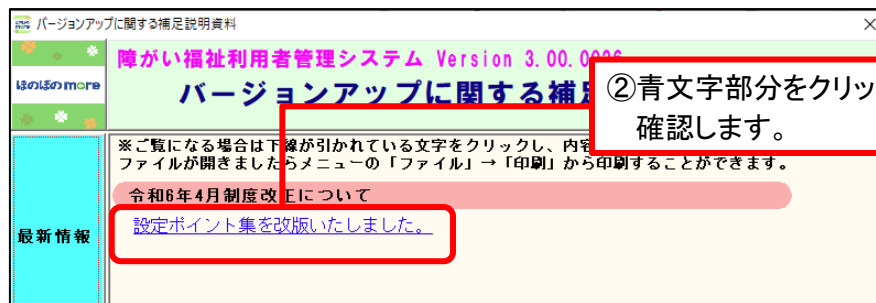 バージョンアップに関する補足説明資料
障がい福祉利用者管理システム Version 3.00.0
ほのぼのmore
バージョンアップに関する補
②青文字部分をクリッ
確認します。
※ご覧になる場合は下線が引かれている文字をクリックし、内容
ファイルが開きましたらメニューの「ファイル」→「印刷」から印刷することができます。
令和6年4月制度改正について
設定ポイント集を改版いたしました。
最新情報